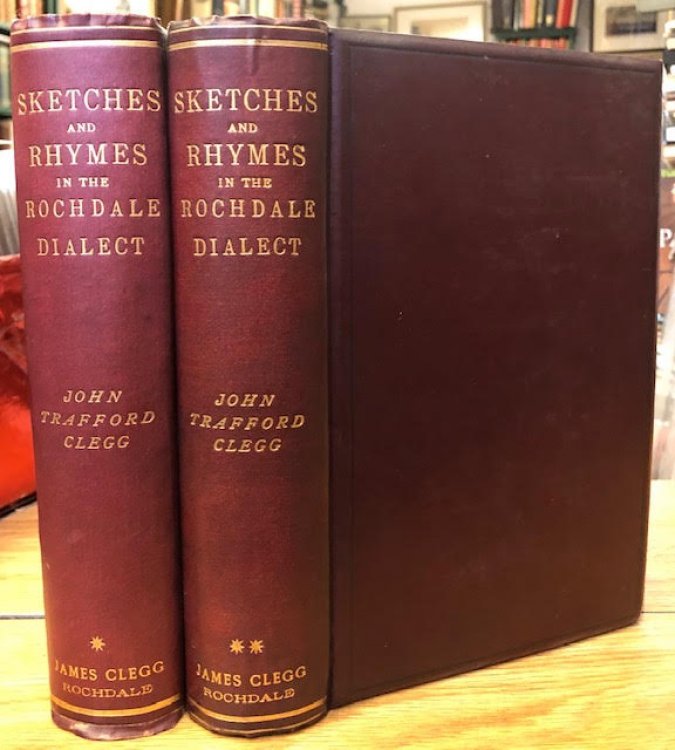 SKETCHES
AND
RHYMES
IN THE
ROCHDALE
DIALECT
JOHN
TRAFFORD
CLEGG
*
JAMES CLEGG
ROCHDALE
SKETCHES
AND
RHYMES
IN THE
ROCHDALE
DIALECT
JOHN
TRAFFORD
CLEGG
**
JAMES CLEGG
ROCHDALE